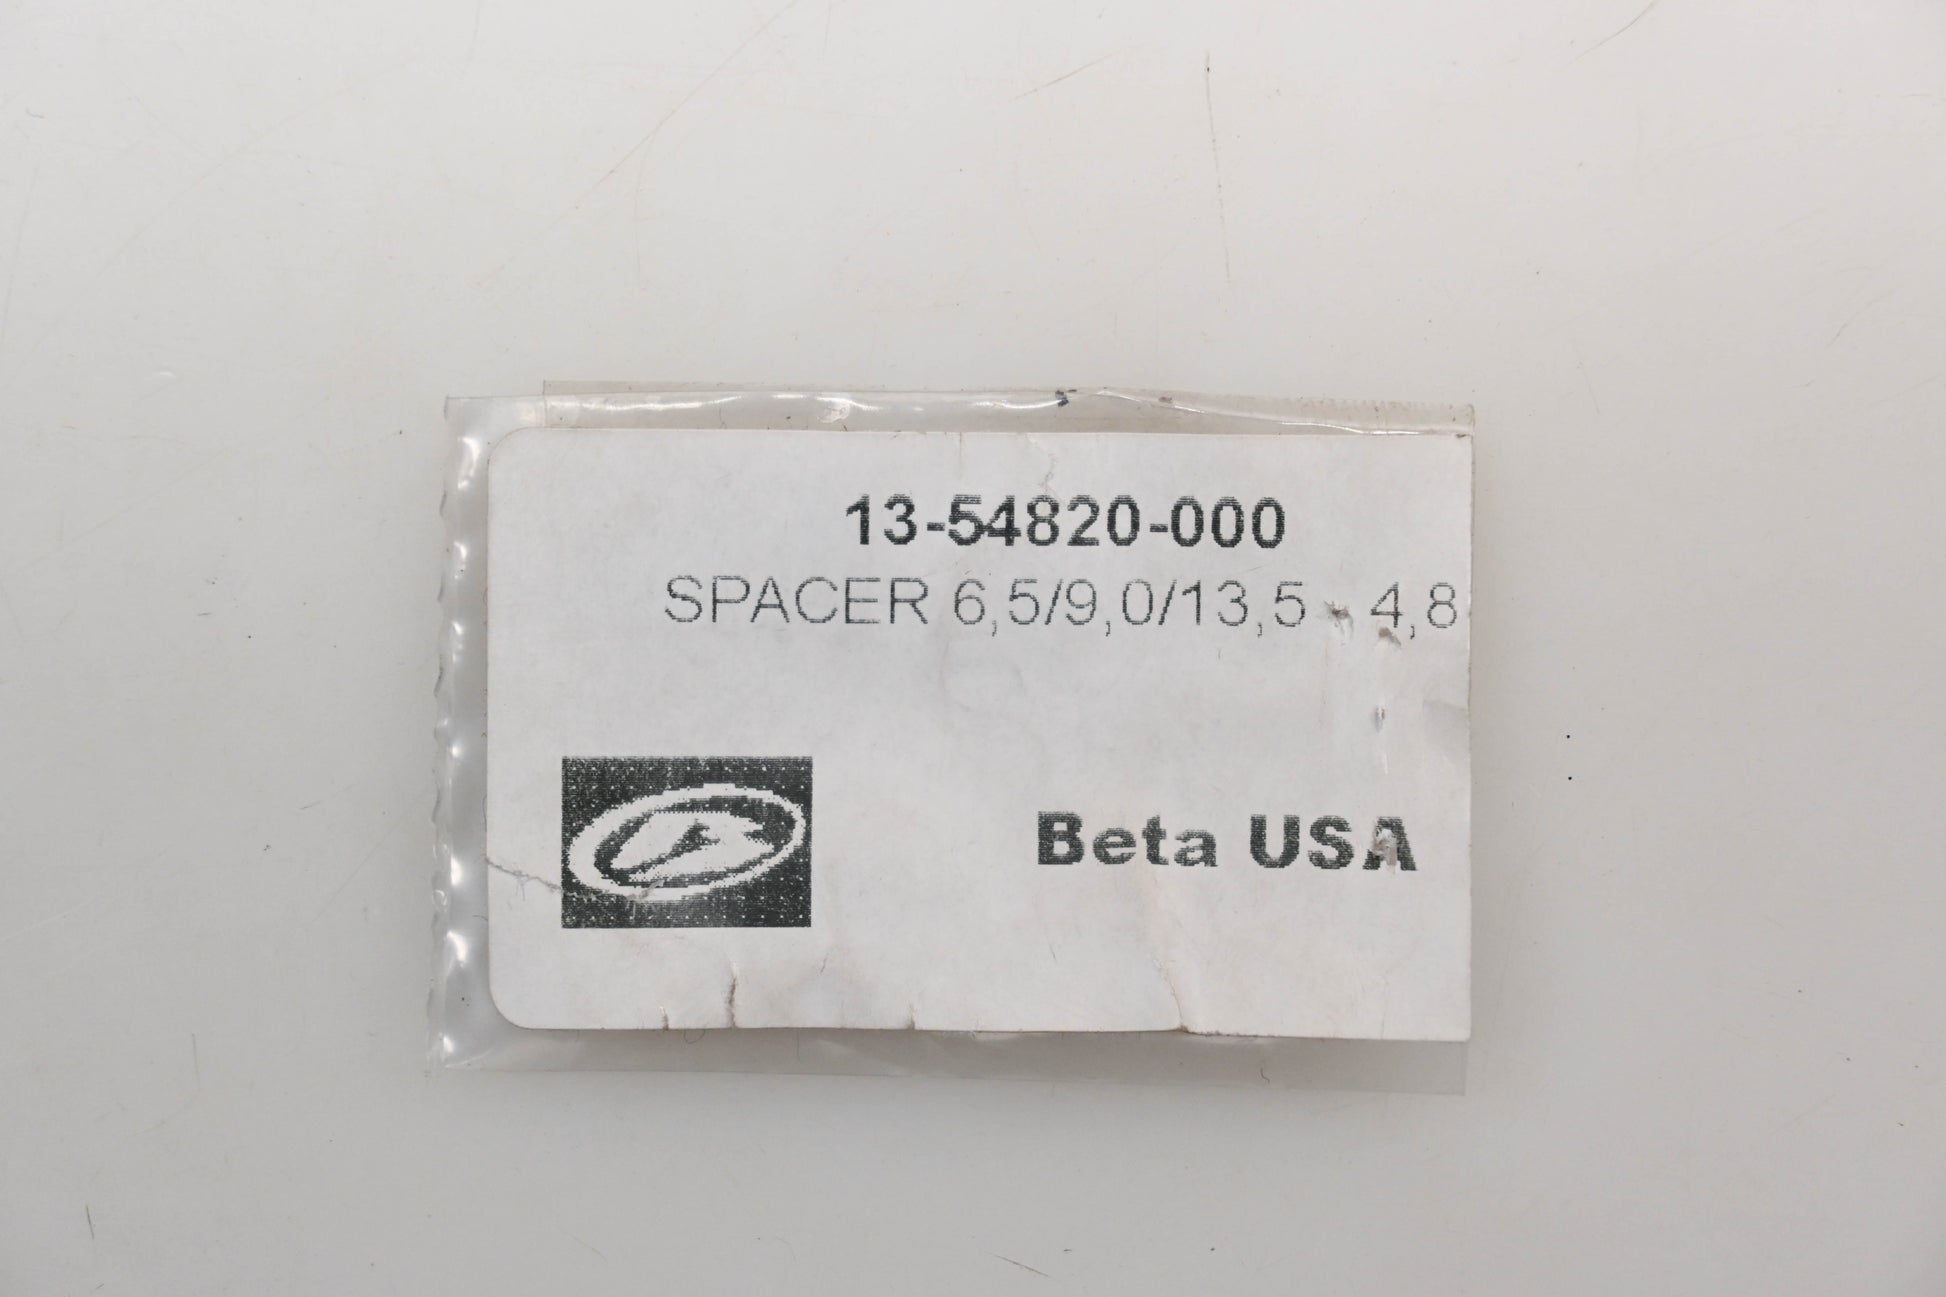 13-54820-000
SPACER 6,5/9,0/13,5 - 4,8
Beta USA